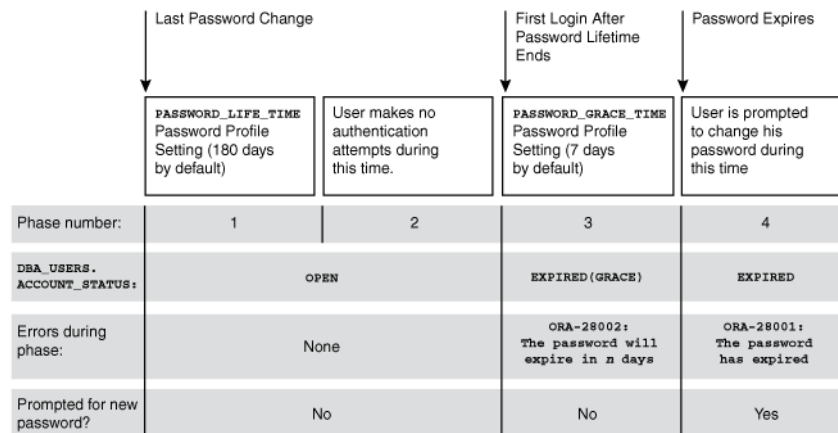 Last Password Change
First Login After
Password Lifetime
Ends
Password Expires
PASSWORD_LIFE_TIME
Password Profile
Setting (180 days
by default)
User makes no
authentication
attempts during
this time.
PASSWORD_GRACE_TIME
Password Profile
Setting (7 days
by default)
User is prompted
to change his
password during
this time
Phase number:
1
2
3
4
DBA_USERS.
ACCOUNT_STATUS:
OPEN
EXPIRED(GRACE)
EXPIRED
Errors during
phase:
None
ORA-28002:
The password will
expire in n days
ORA-28001:
The password
has expired
Prompted for new
password?
No
No
Yes